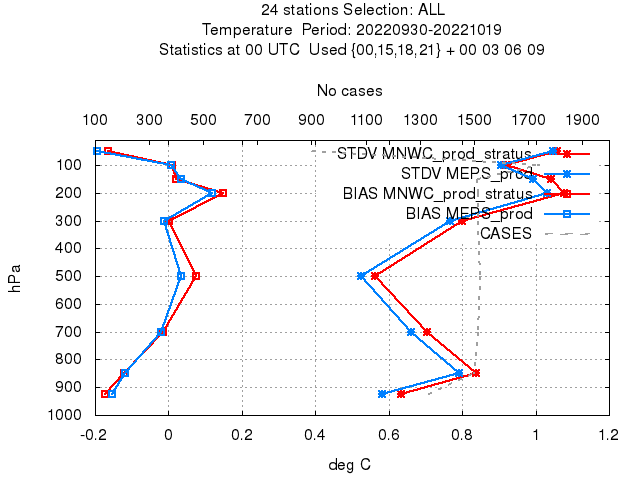 24 stations Selection: ALL
Temperature Period: 20220930-20221019
Statistics at 00 UTC Used {00,15,18,21} + 00 03 06 09
No cases
100 300 500 700 900 1100 1300 1500 1700 1900
STDV MNWC_prod_stratus
STDV MEPS_prod
BIAS MNWC_prod_stratus
BIAS MEPS_prod
CASES
100
200
300
400
500
600
700
800
900
1000
hPa
-0.2 0 0.2 0.4 0.6 0.8 1 1.2
deg C